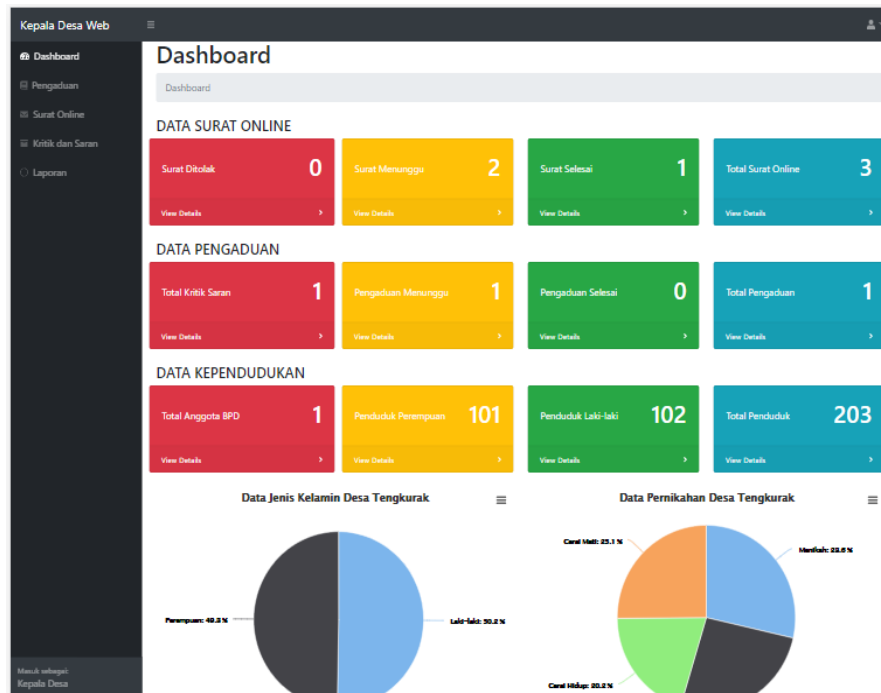 Kepala Desa Web
Dashboard
Pengaduan
Surat Online
Kritik dan Saran
Laporan
Masuk sebagai:
Kepala Desa
Dashboard
Dashboard
DATA SURAT ONLINE
Surat Ditolak 0
View Details
Surat Menunggu 2
View Details
Surat Selesai 1
View Details
Total Surat Online 3
View Details
DATA PENGADUAN
Total Kritik Saran 1
View Details
Pengaduan Menunggu 1
View Details
Pengaduan Selesai 0
View Details
Total Pengaduan 1
View Details
DATA KEPENDUDUKAN
Total Anggota BPD 1
View Details
Penduduk Perempuan 101
View Details
Penduduk Laki-laki 102
View Details
Total Penduduk 203
View Details
Data Jenis Kelamin Desa Tengkurak
Perempuan: 49.8 %
Laki-laki: 50.2 %
Data Pernikahan Desa Tengkurak
Cerai Mati: 25.1 %
Menikah:
Cerai Hidup: 20.2 %